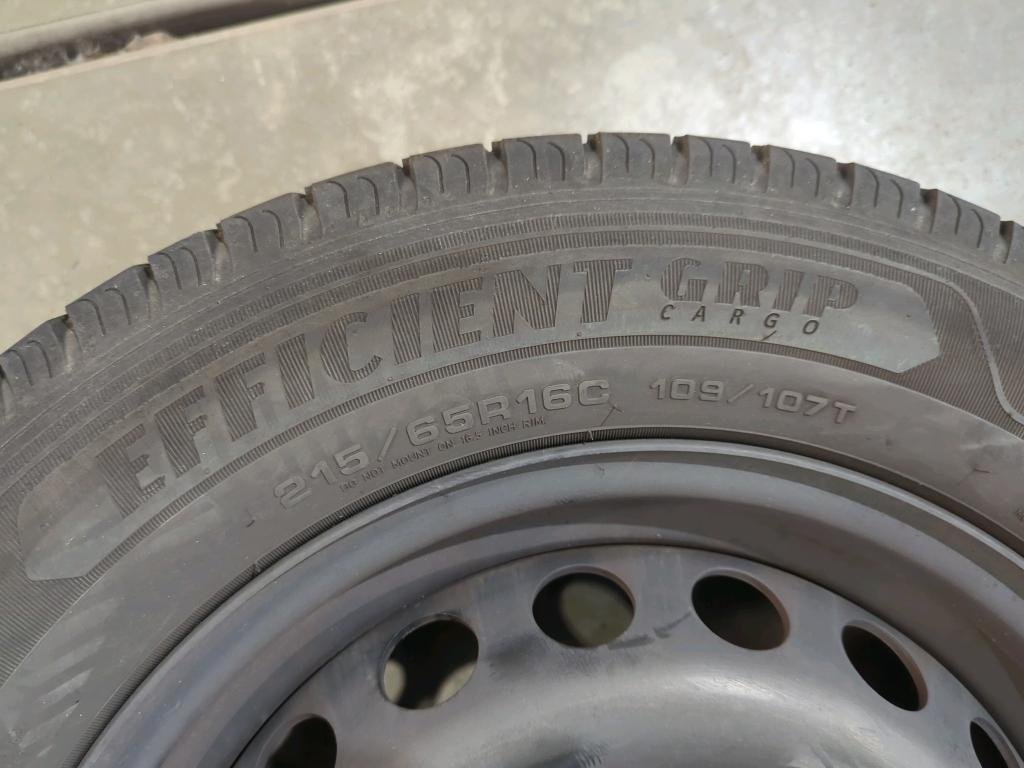 EFFICIENT GRIP
CARGO
215/65R16C 109/107T
DO NOT MOUNT ON 16.5 INCH RIM.